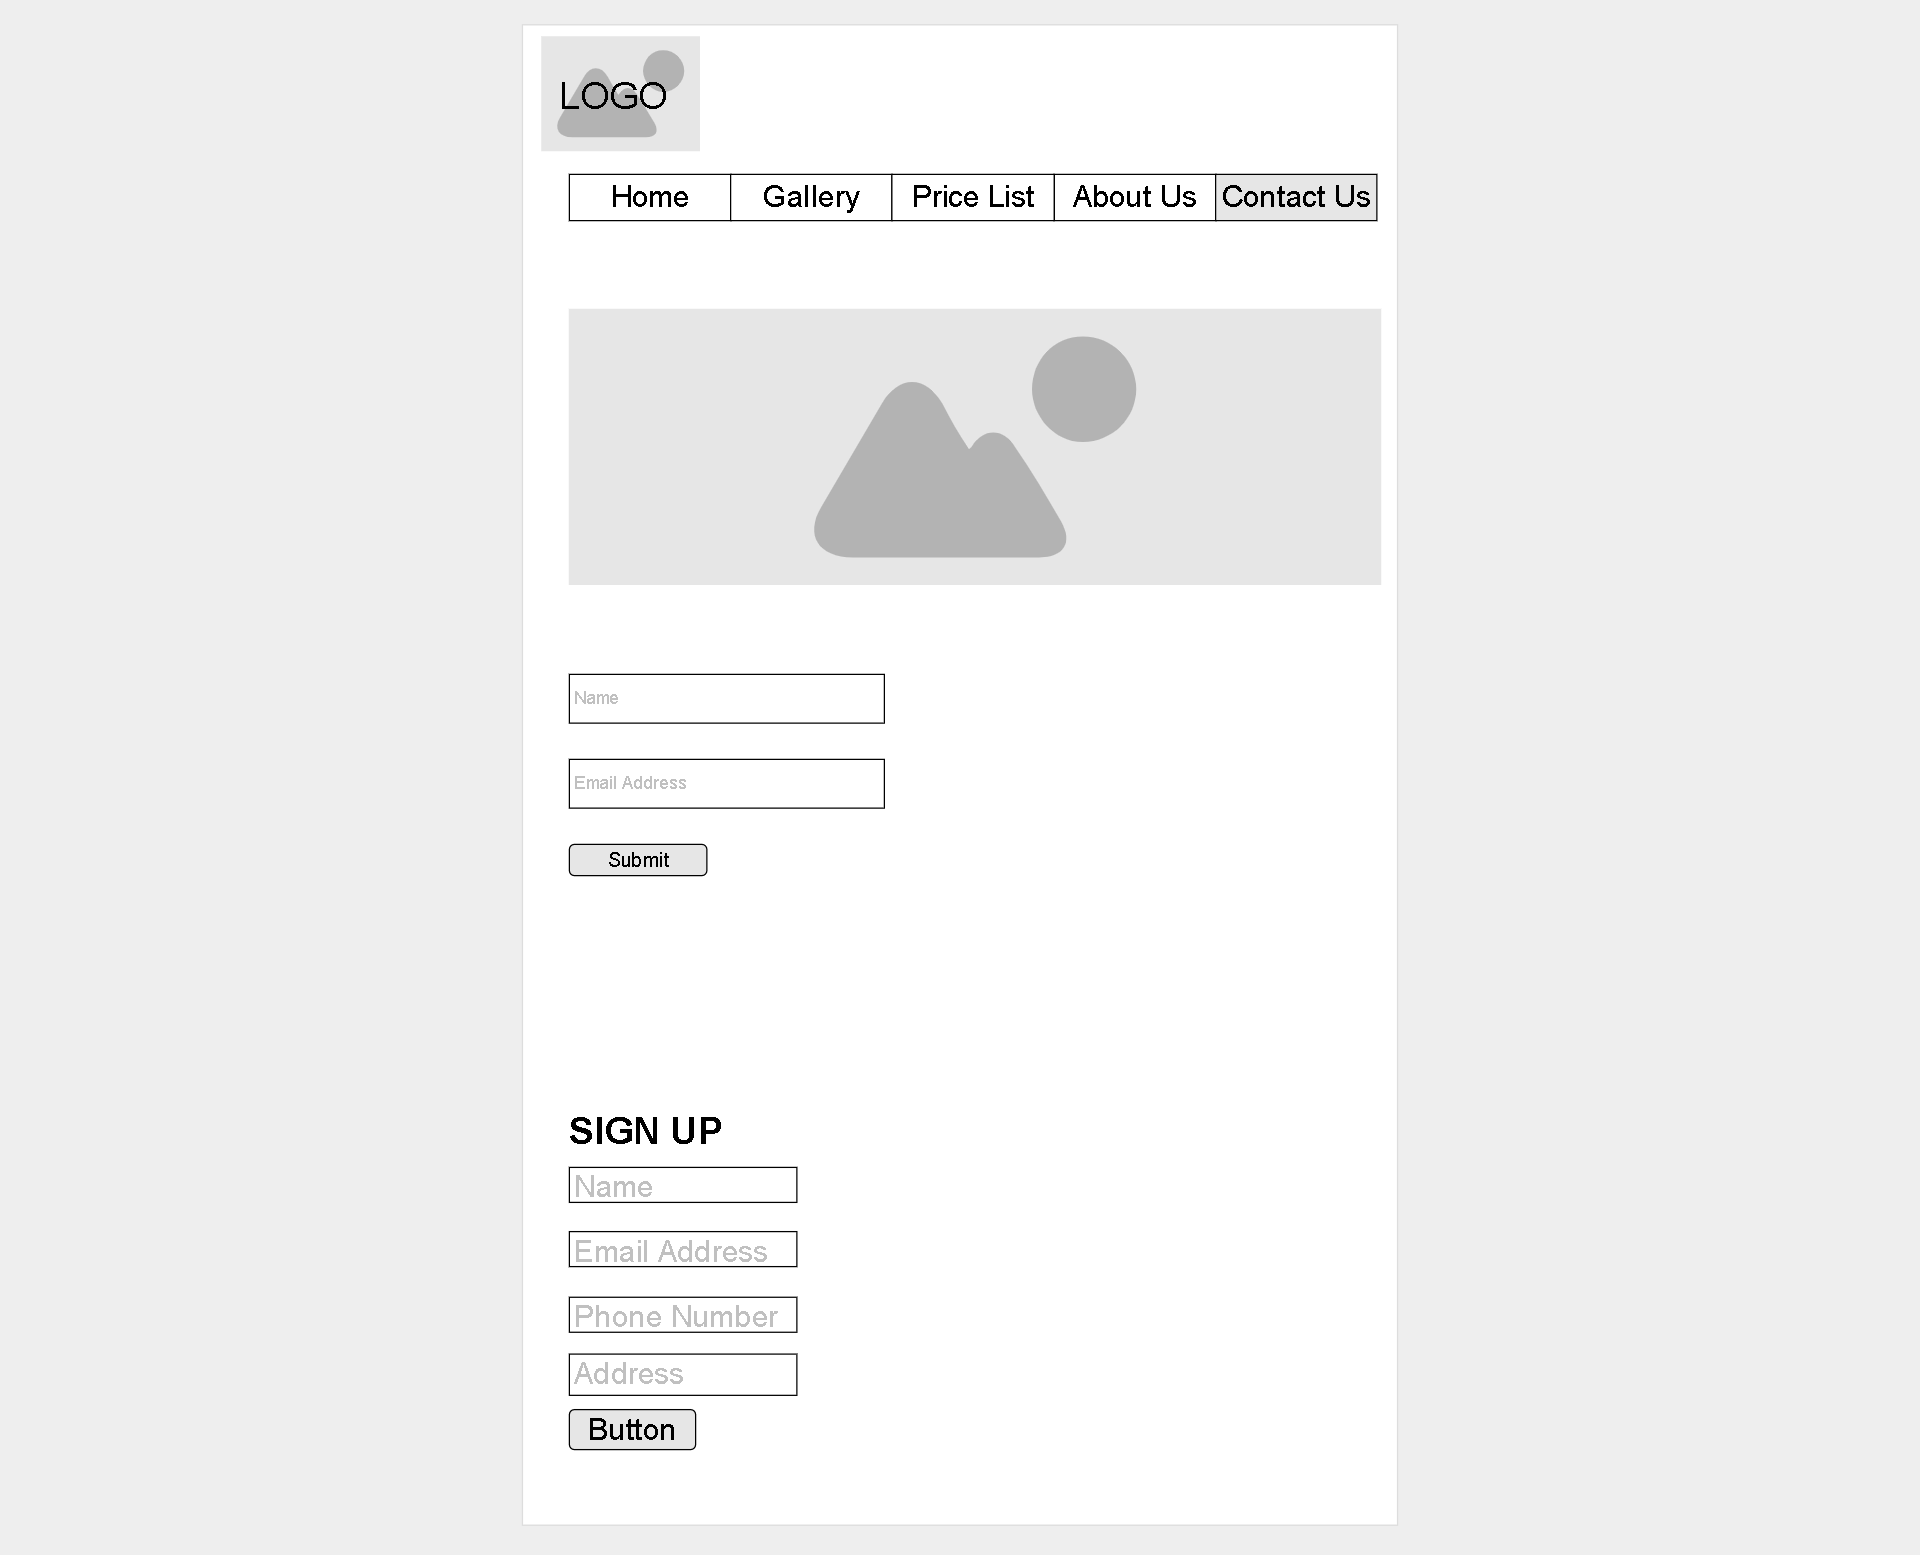 LOGO
Home Gallery Price List About Us Contact Us
Name
Email Address
Submit
SIGN UP
Name
Email Address
Phone Number
Address
Button